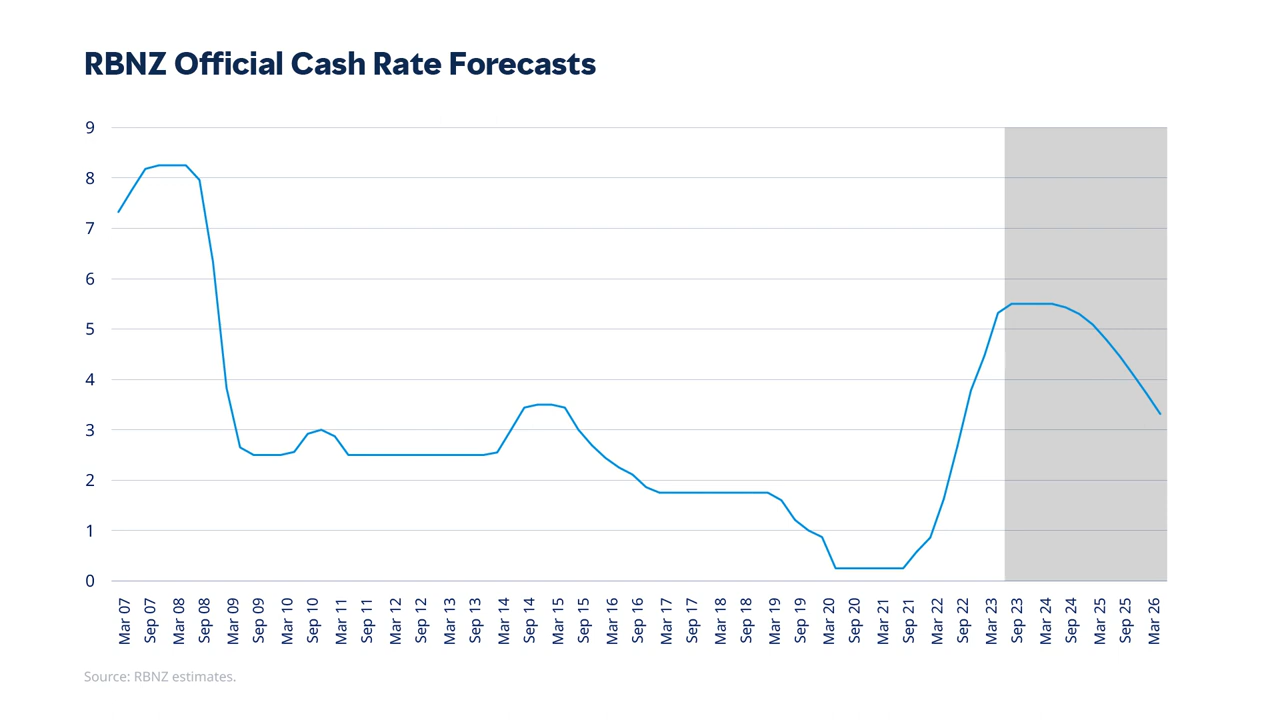 RBNZ Official Cash Rate Forecasts
9
8
7
6
5
4
3
2
1
0
Mar 07
Sep 07
Mar 08
Sep 08
Mar 09
Sep 09
Mar 10
Sep 10
Mar 11
Sep 11
Mar 12
Sep 12
Mar 13
Sep 13
Mar 14
Sep 14
Mar 15
Sep 15
Mar 16
Sep 16
Mar 17
Sep 17
Mar 18
Sep 18
Mar 19
Sep 19
Mar 20
Sep 20
Mar 21
Sep 21
Mar 22
Sep 22
Mar 23
Sep 23
Mar 24
Sep 24
Mar 25
Sep 25
Mar 26
Source: RBNZ estimates.